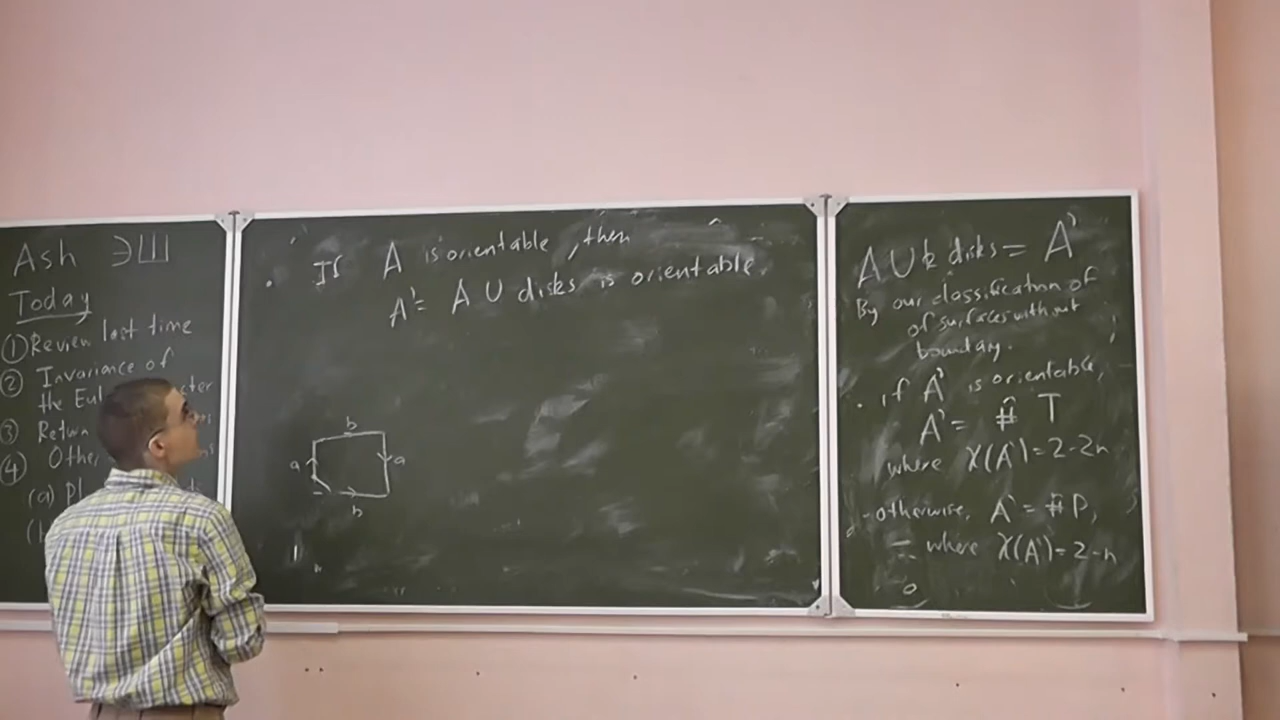 Ash ЭШ
Today
① Review last time
② Invariance of
the Eul cter
③ Retu
④ Othe
(a) Pl
• If A is orientable, then
A' = A ∪ disks is orientable.
b
a a
b
A ∪ k disks = A'
By our classification of
of surfaces without
boundary.
• if A' is orientable,
A' = # T
where χ(A') = 2-2n
- otherwise, A' = # P,
where χ(A') = 2-n